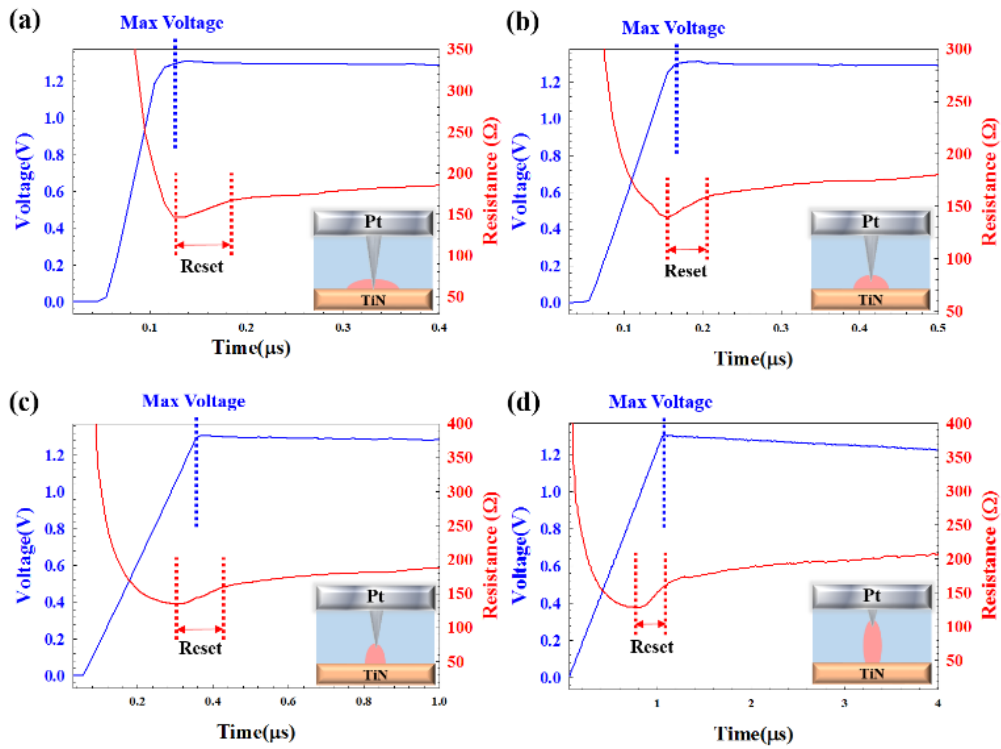 (a)
Max Voltage
Voltage(V)
1.2
1.0
0.8
0.6
0.4
0.2
0.0
350
300
250
200
150
100
50
Resistance (Ω)
Reset
Pt
TiN
0.1
0.2
0.3
0.4
Time(μs)
(b)
Max Voltage
Voltage(V)
1.2
1.0
0.8
0.6
0.4
0.2
0.0
300
250
200
150
100
50
0
Resistance (Ω)
Reset
Pt
TiN
0.1
0.2
0.3
0.4
0.5
Time(μs)
(c)
Max Voltage
Voltage(V)
1.2
1.0
0.8
0.6
0.4
0.2
0.0
400
350
300
250
200
150
100
50
Resistance (Ω)
Reset
Pt
TiN
0.2
0.4
0.6
0.8
1.0
Time(μs)
(d)
Max Voltage
Voltage(V)
1.2
1.0
0.8
0.6
0.4
0.2
0.0
400
350
300
250
200
150
100
50
Resistance (Ω)
Reset
Pt
TiN
1
2
3
4
Time(μs)